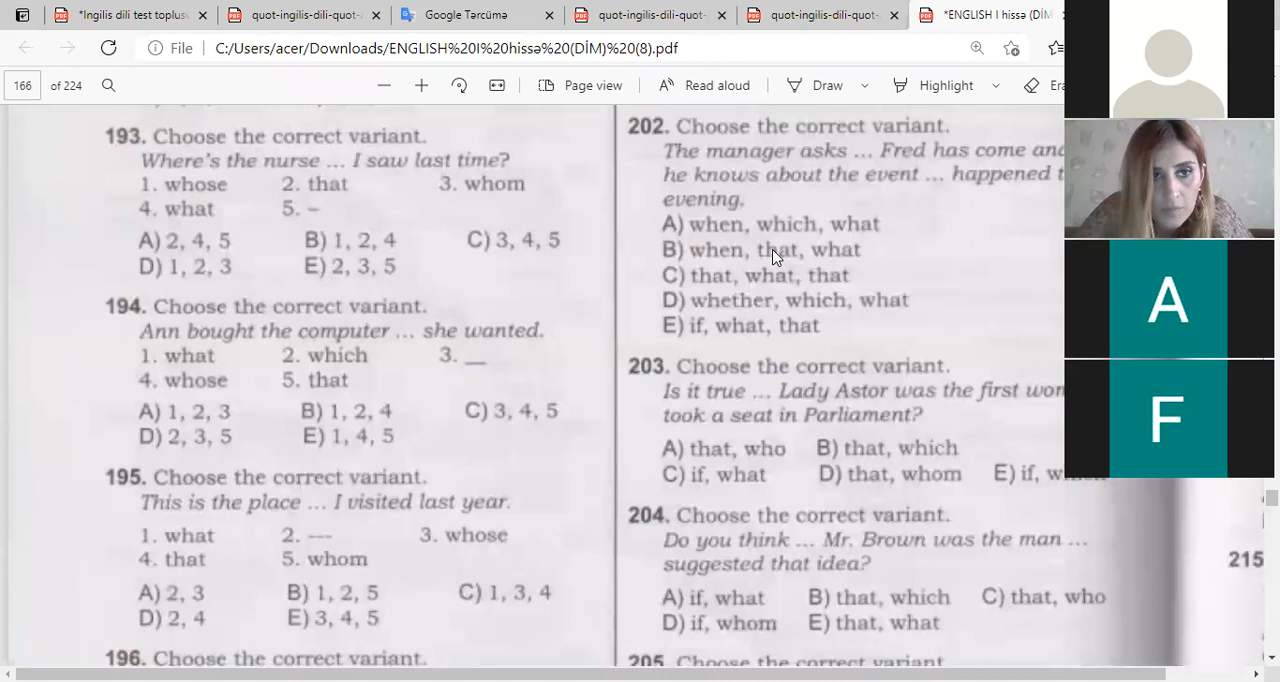 *Ingilis dili test toplusu
quot-ingilis-dili-quot-
Google Tərcümə
quot-ingilis-dili-quot-
quot-ingilis-dili-quot-
*ENGLISH I hissə (DİM
File
C:/Users/acer/Downloads/ENGLISH%20I%20hissə%20(DİM)%20(8).pdf
166 of 224
Page view
Read aloud
Draw
Highlight
Era
193. Choose the correct variant.
Where's the nurse ... I saw last time?
1. whose 2. that 3. whom
4. what 5. –
A) 2, 4, 5 B) 1, 2, 4 C) 3, 4, 5
D) 1, 2, 3 E) 2, 3, 5
194. Choose the correct variant.
Ann bought the computer ... she wanted.
1. what 2. which 3. __
4. whose 5. that
A) 1, 2, 3 B) 1, 2, 4 C) 3, 4, 5
D) 2, 3, 5 E) 1, 4, 5
195. Choose the correct variant.
This is the place ... I visited last year.
1. what 2. --- 3. whose
4. that 5. whom
A) 2, 3 B) 1, 2, 5 C) 1, 3, 4
D) 2, 4 E) 3, 4, 5
196. Choose the correct variant.
202. Choose the correct variant.
The manager asks ... Fred has come and
he knows about the event ... happened t
evening.
A) when, which, what
B) when, that, what
C) that, what, that
D) whether, which, what
E) if, what, that
203. Choose the correct variant.
Is it true ... Lady Astor was the first wom
took a seat in Parliament?
A) that, who B) that, which
C) if, what D) that, whom E) if, which
204. Choose the correct variant.
Do you think ... Mr. Brown was the man ...
suggested that idea?
A) if, what B) that, which C) that, who
D) if, whom E) that, what
205. Choose the correct variant
215
A
F